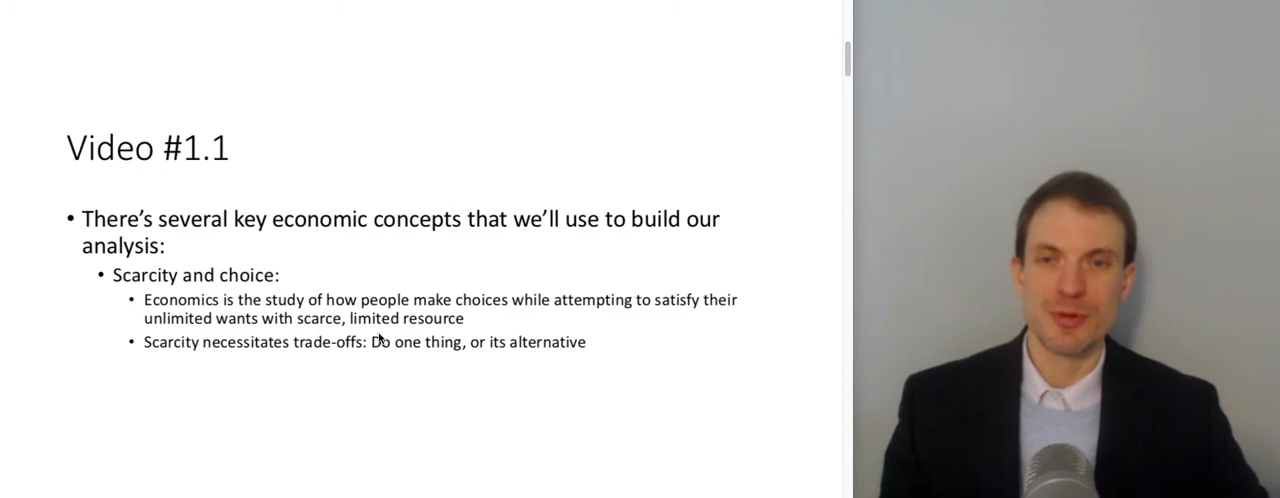 Video #1.1
• There's several key economic concepts that we'll use to build our
analysis:
• Scarcity and choice:
• Economics is the study of how people make choices while attempting to satisfy their
unlimited wants with scarce, limited resource
• Scarcity necessitates trade-offs: Do one thing, or its alternative